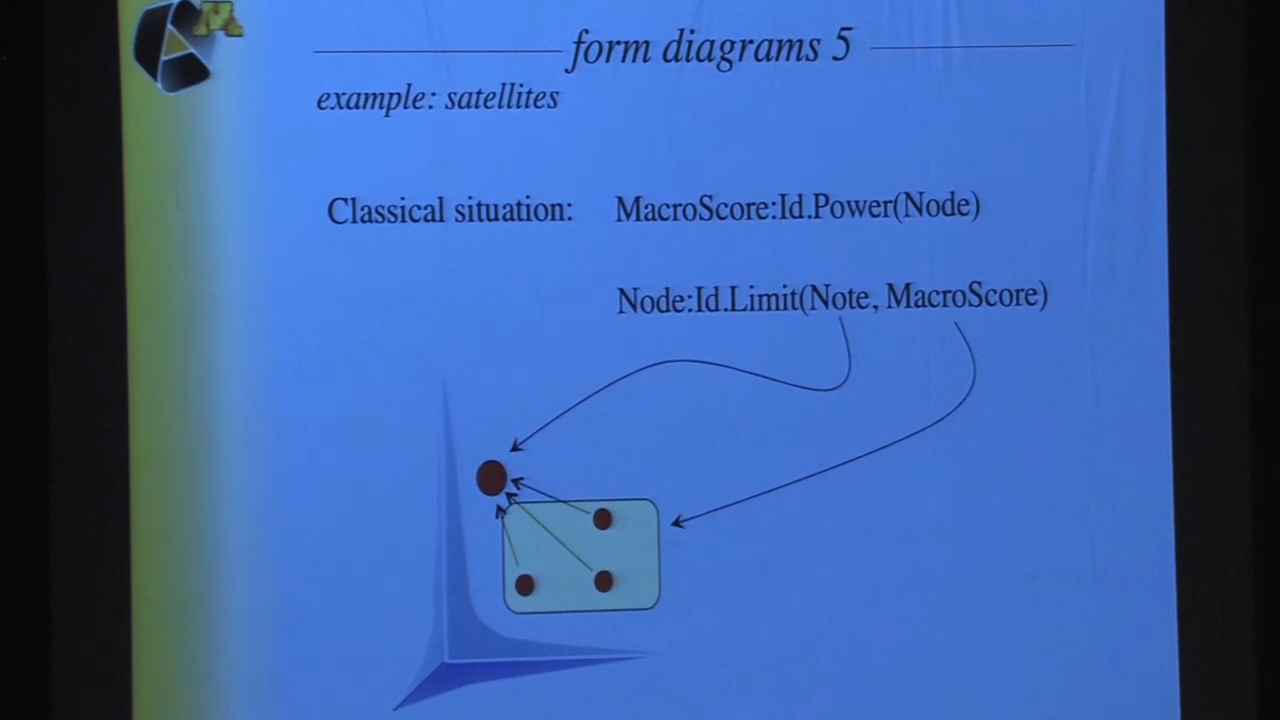 M
form diagrams 5
example: satellites
Classical situation: MacroScore:Id.Power(Node)
Node:Id.Limit(Note, MacroScore)